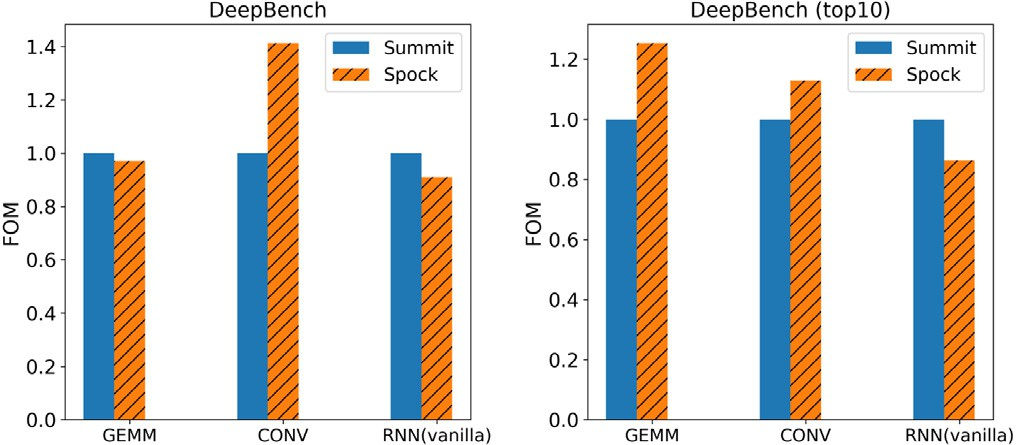 DeepBench
FOM
1.4
1.2
1.0
0.8
0.6
0.4
0.2
0.0
Summit
Spock
GEMM CONV RNN(vanilla)
DeepBench (top10)
FOM
1.2
1.0
0.8
0.6
0.4
0.2
0.0
Summit
Spock
GEMM CONV RNN(vanilla)